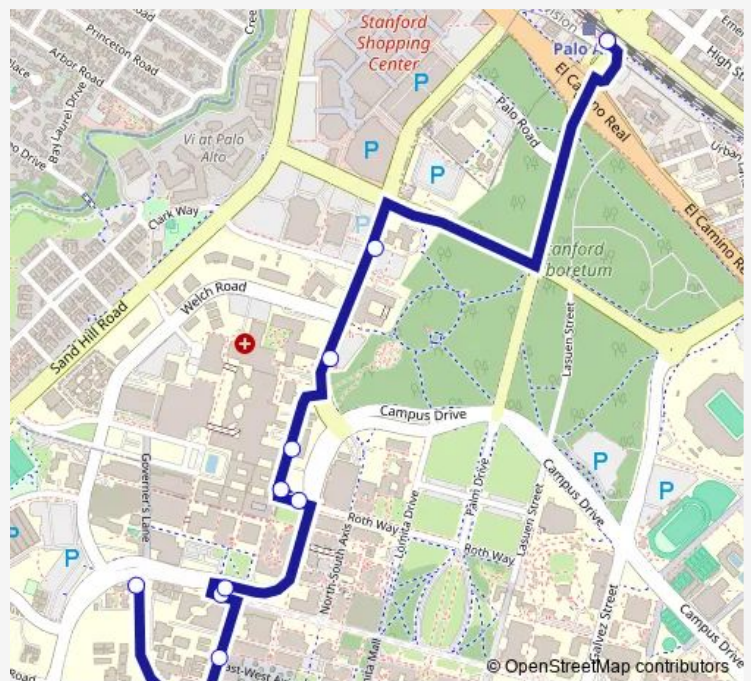 Princeton Road
Arbor Road
Bay Laurel Drive
Stanford
Shopping
Center
P
Palo A
El Camino Real
High St
Palo Road
Vi at Palo
Alto
P
P
P
Clark Way
El Camino Re
Stanford
Arboretum
Welch Road
Sand Hill Road
Lasuen Street
Campus Drive
P
P
Palm Drive
Campus Drive
Governor's Lane
Lomita Drive
Lasuen Street
Roth Way
Roth Way
North-South Axis
P
P
Galvez Street
Campus Drive
East-West A
© OpenStreetMap contributors